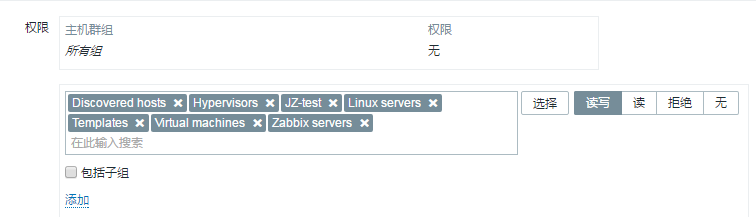 权限
主机群组 权限
所有组 无
Discovered hosts Hypervisors JZ-test Linux servers 选择 读写 读 拒绝 无
Templates Virtual machines Zabbix servers
在此输入搜索
包括子组
添加